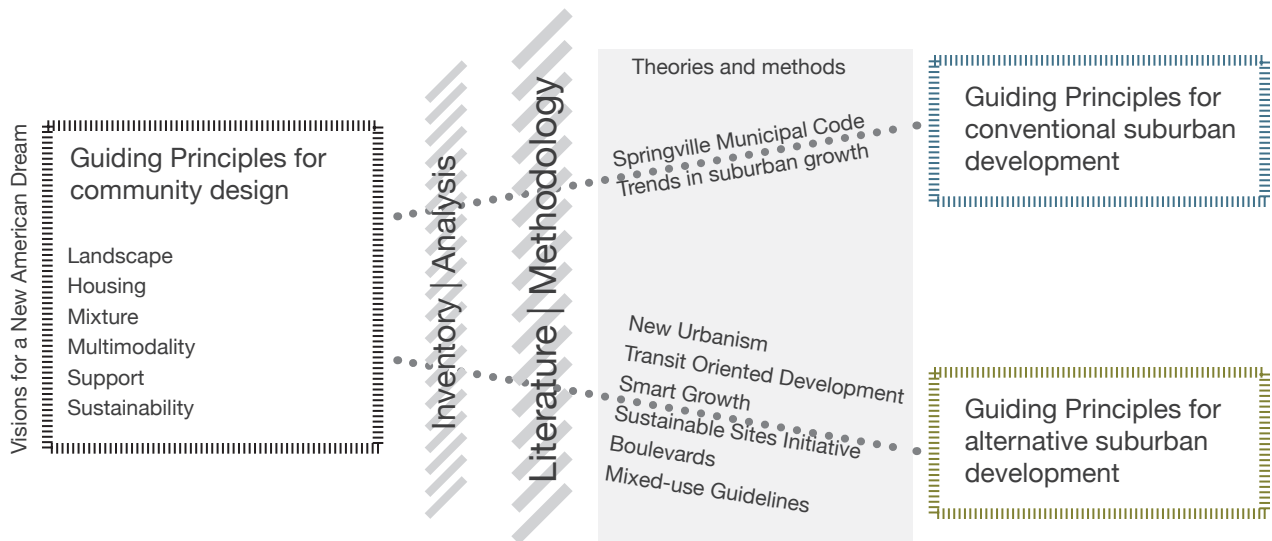 Visions for a New American Dream
Guiding Principles for
community design
Landscape
Housing
Mixture
Multimodality
Support
Sustainability
Inventory | Analysis
Literature | Methodology
Theories and methods
Springville Municipal Code
Trends in suburban growth
New Urbanism
Transit Oriented Development
Smart Growth
Sustainable Sites Initiative
Boulevards
Mixed-use Guidelines
Guiding Principles for
conventional suburban
development
Guiding Principles for
alternative suburban
development